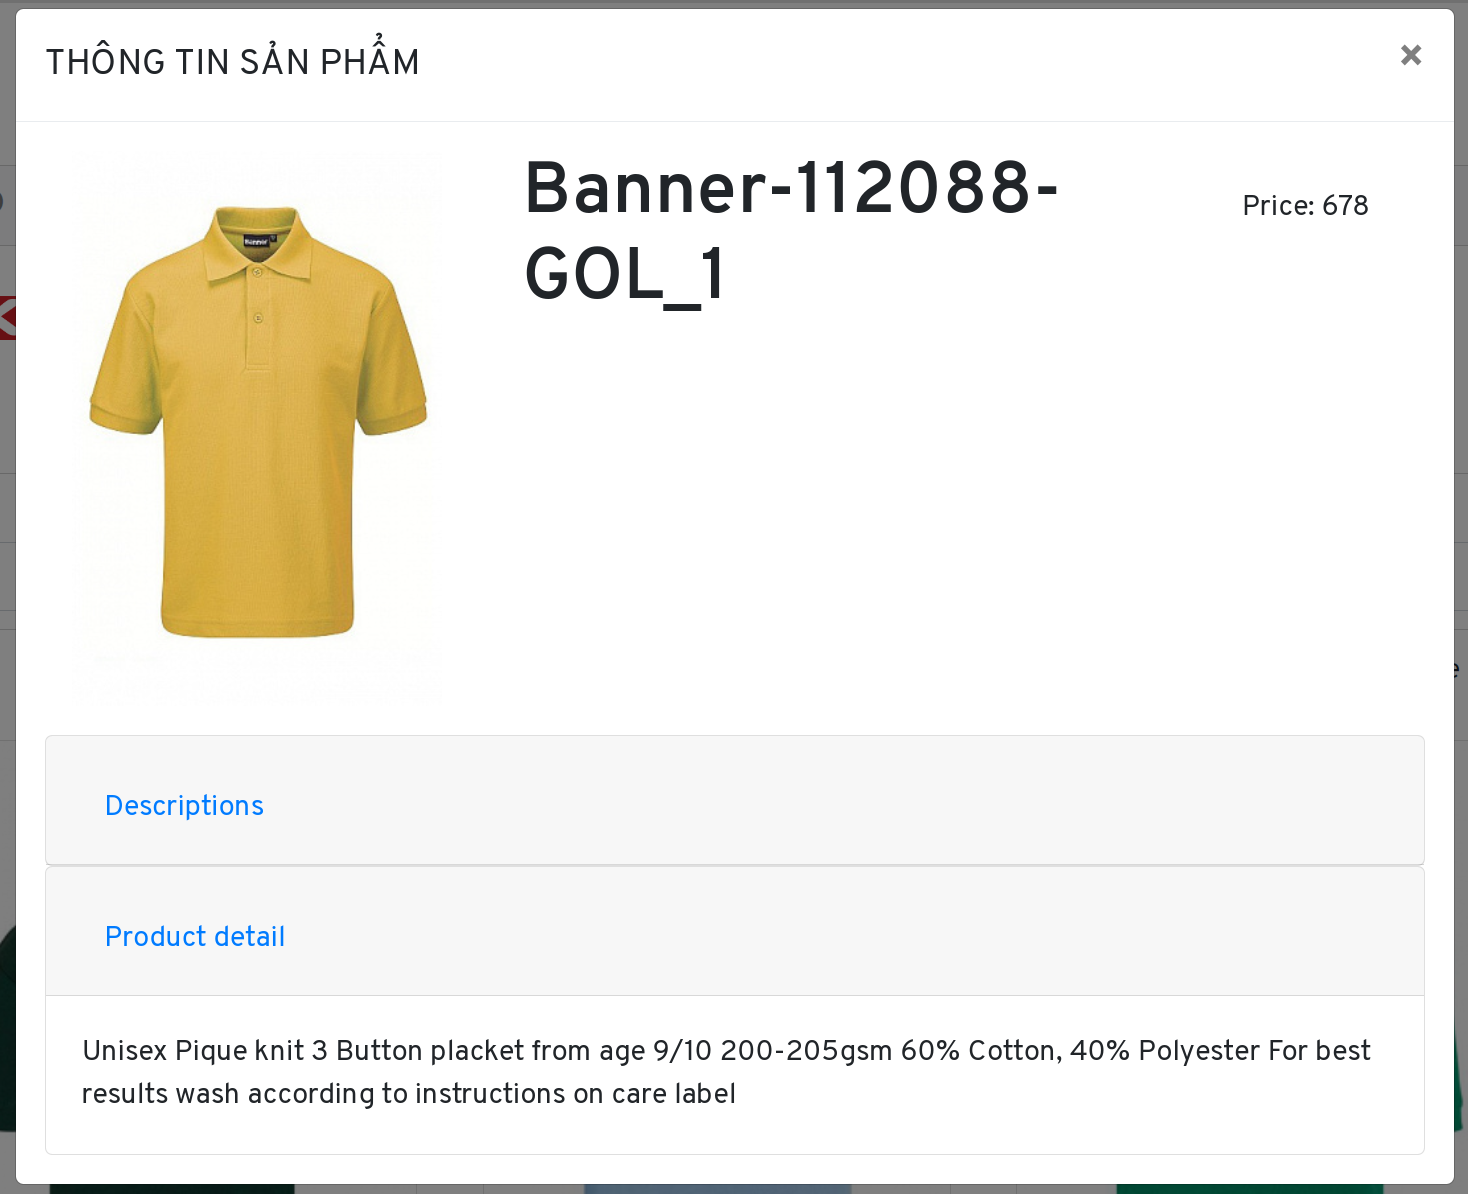 THÔNG TIN SẢN PHẨM
×
Banner-112088-
GOL_1
Price: 678
Banner
Descriptions
Product detail
Unisex Pique knit 3 Button placket from age 9/10 200-205gsm 60% Cotton, 40% Polyester For best
results wash according to instructions on care label